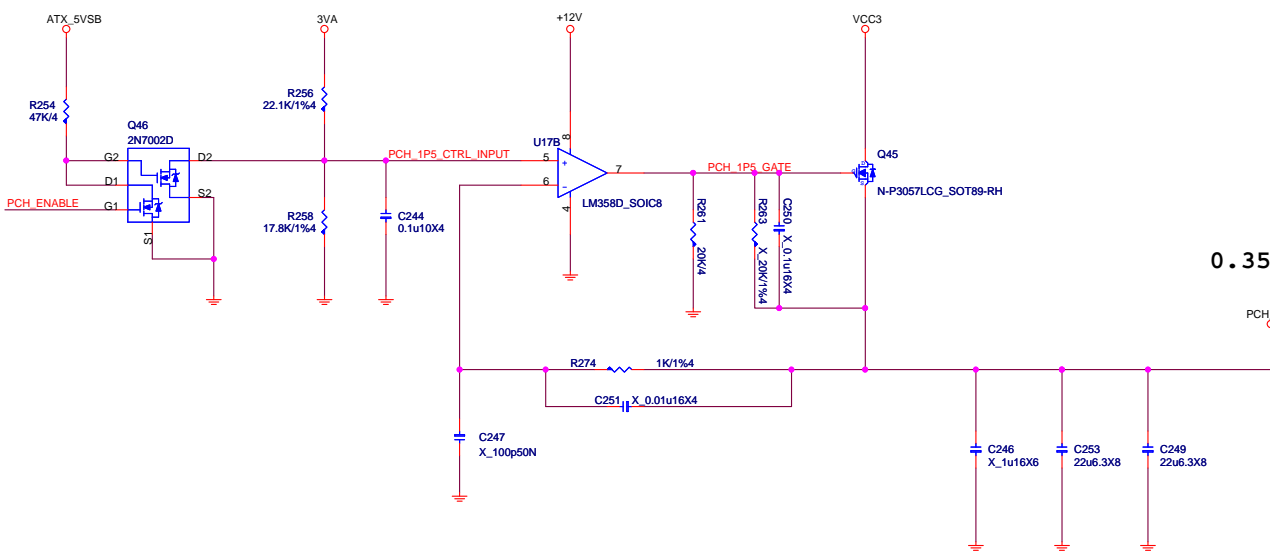 ATX_5VSB
3VA
+12V
VCC3
R254
47K/4
R256
22.1K/1%4
Q46
2N7002D
G2
D2
D1
S2
G1
S1
PCH_ENABLE
R258
17.8K/1%4
C244
0.1u10X4
PCH_1P5_CTRL_INPUT
U17B
8
5
+
6
-
7
4
LM358D_SOIC8
PCH_1P5_GATE
Q45
D
G
S
N-P3057LCG_SOT89-RH
R261
20K/4
R263
X_20K/1%4
C250
X_0.1u16X4
0.35
PCH_
R274
1K/1%4
C251
X_0.01u16X4
C247
X_100p50N
C246
X_1u16X6
C253
22u6.3X8
C249
22u6.3X8